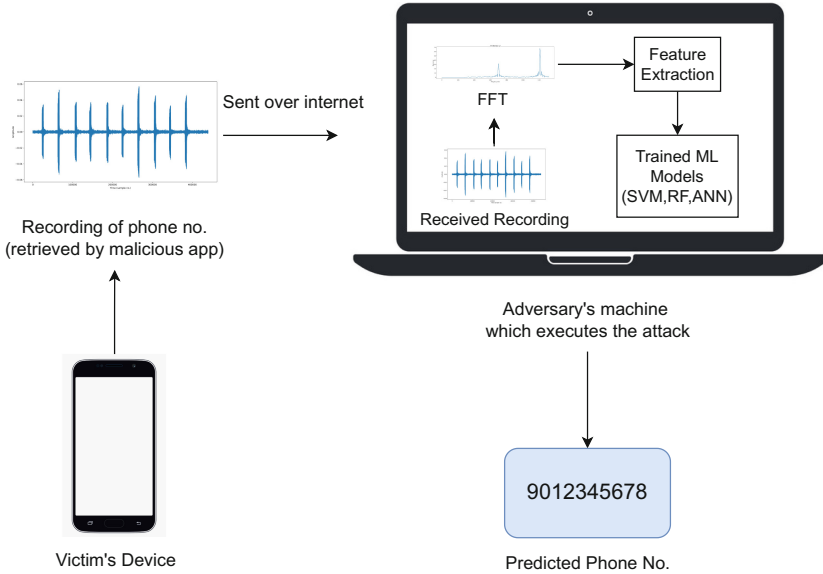 Sent over internet
Recording of phone no.
(retrieved by malicious app)
Victim's Device
FFT
Received Recording
Feature
Extraction
Trained ML
Models
(SVM,RF,ANN)
Adversary's machine
which executes the attack
9012345678
Predicted Phone No.